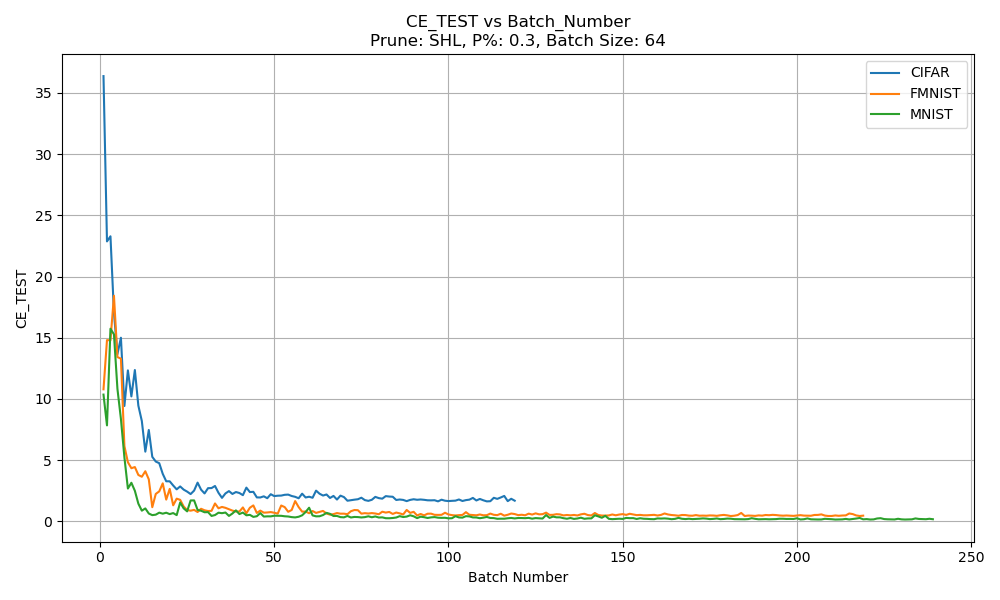 CE_TEST vs Batch_Number
Prune: SHL, P%: 0.3, Batch Size: 64
CIFAR
FMNIST
MNIST
CE_TEST
35
30
25
20
15
10
5
0
0
50
100
150
200
250
Batch Number